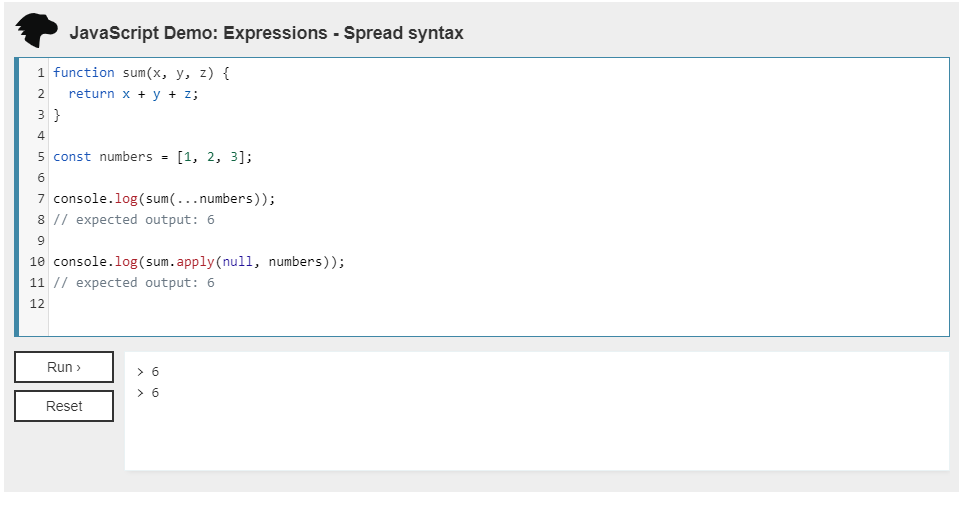 JavaScript Demo: Expressions - Spread syntax
1 function sum(x, y, z) {
2   return x + y + z;
3 }
4
5 const numbers = [1, 2, 3];
6
7 console.log(sum(...numbers));
8 // expected output: 6
9
10 console.log(sum.apply(null, numbers));
11 // expected output: 6
12
Run ›
> 6
> 6
Reset